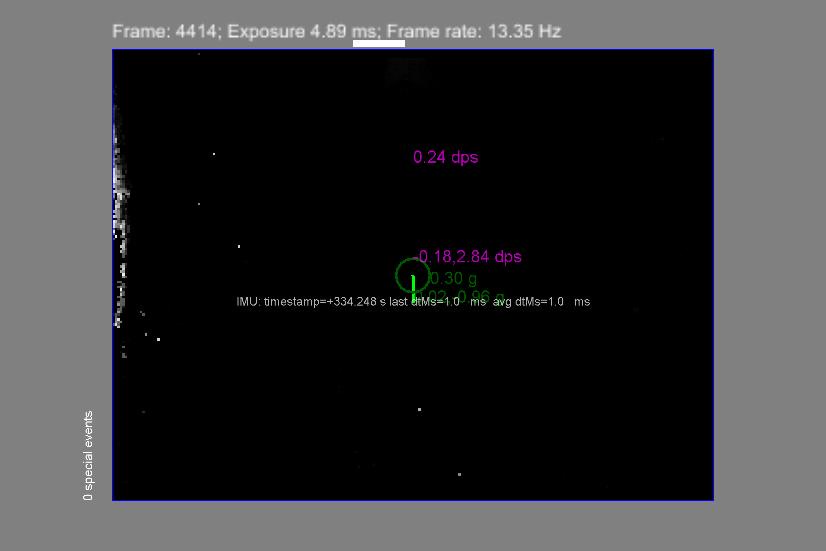 Frame: 4414; Exposure 4.89 ms; Frame rate: 13.35 Hz
0.24 dps
-0.18,2.84 dps
0.30 g
IMU: timestamp=+334.248 s last dtMs=1.0 ms avg dtMs=1.0 ms
0 special events